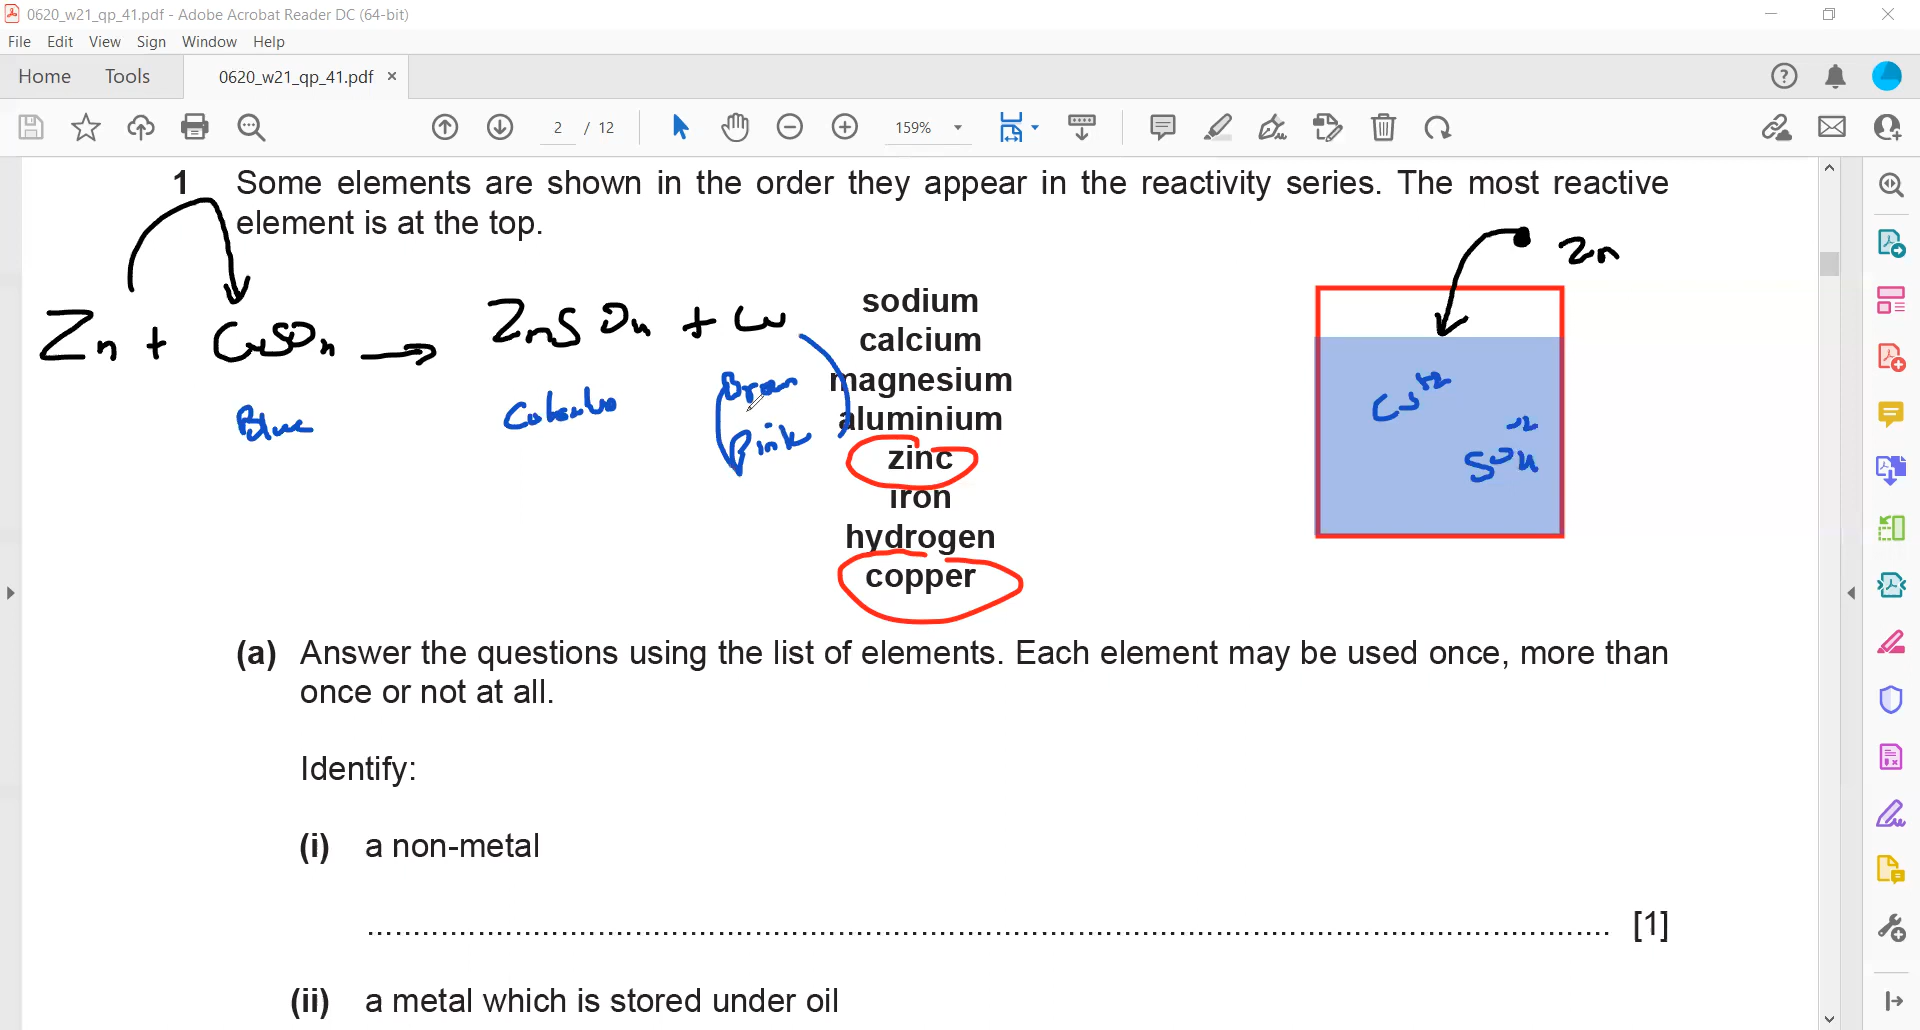 0620_w21_qp_41.pdf - Adobe Acrobat Reader DC (64-bit)
File Edit View Sign Window Help
Home Tools 0620_w21_qp_41.pdf ×
2 / 12 159%
1 Some elements are shown in the order they appear in the reactivity series. The most reactive
element is at the top.
Zn
Zn + CuSO4 → ZnSO4 + Cu
Blue
Brown
Pink
sodium
calcium
magnesium
aluminium
zinc
iron
hydrogen
copper
Cu+2
SO4-2
(a) Answer the questions using the list of elements. Each element may be used once, more than
once or not at all.
Identify:
(i) a non-metal
.......................................................................................................................................... [1]
(ii) a metal which is stored under oil